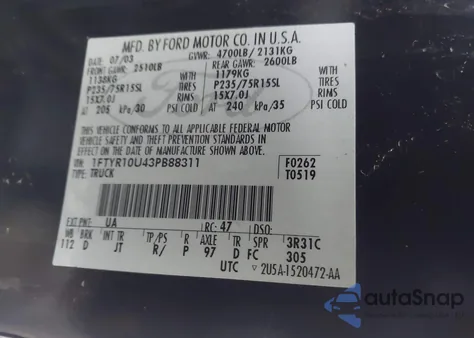 MFD. BY FORD MOTOR CO. IN U.S.A.
DATE: 07/03 GVWR: 4700LB/ 2131KG
FRONT GAWR: 2510LB REAR GAWR: 2600LB
1138KG 1179KG
P235/75R15SL TIRES P235/75R15SL TIRES
15X7.0J RIMS 15X7.0J RIMS
AT 205 kPa/30 PSI COLD AT 240 kPa/35 PSI COLD
Ford
THIS VEHICLE CONFORMS TO ALL APPLICABLE FEDERAL MOTOR
VEHICLE SAFETY AND THEFT PREVENTION STANDARDS IN EFFECT
ON THE DATE OF MANUFACTURE SHOWN ABOVE.
VIN: 1FTYR10U43PB88311 F0262
TYPE: TRUCK T0519
EXT PNT: UA RC: 47 DSO:
WB BRK INT TR TP/PS R AXLE TR SPR 3R31C
112 D JT R/ P 97 D FC 305
UTC 2U5A-1520472-AA
autoSnap